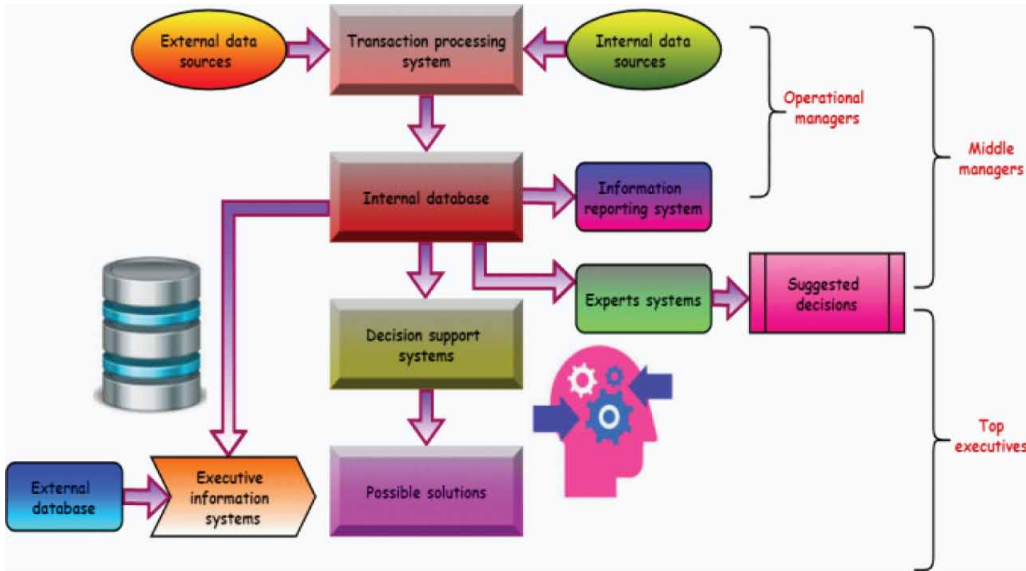 External data
sources
Transaction processing
system
Internal data
sources
Operational
managers
Middle
managers
Internal database
Information
reporting system
Experts systems
Suggested
decisions
Decision support
systems
Top
executives
External
database
Executive
information
systems
Possible solutions